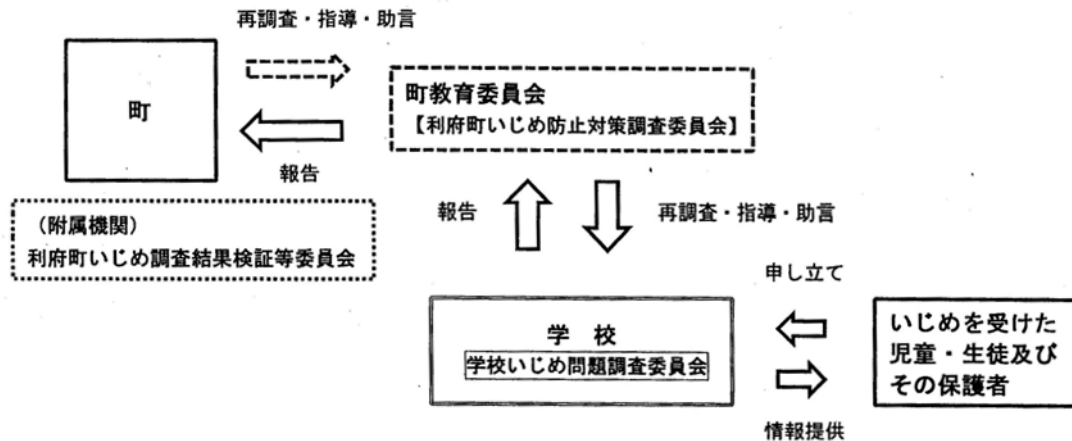 再調査・指導・助言
町
町教育委員会
【利府町いじめ防止対策調査委員会】
報告
(附属機関)
利府町いじめ調査結果検証等委員会
報告
再調査・指導・助言
申し立て
学 校
学校いじめ問題調査委員会
いじめを受けた
児童・生徒及び
その保護者
情報提供